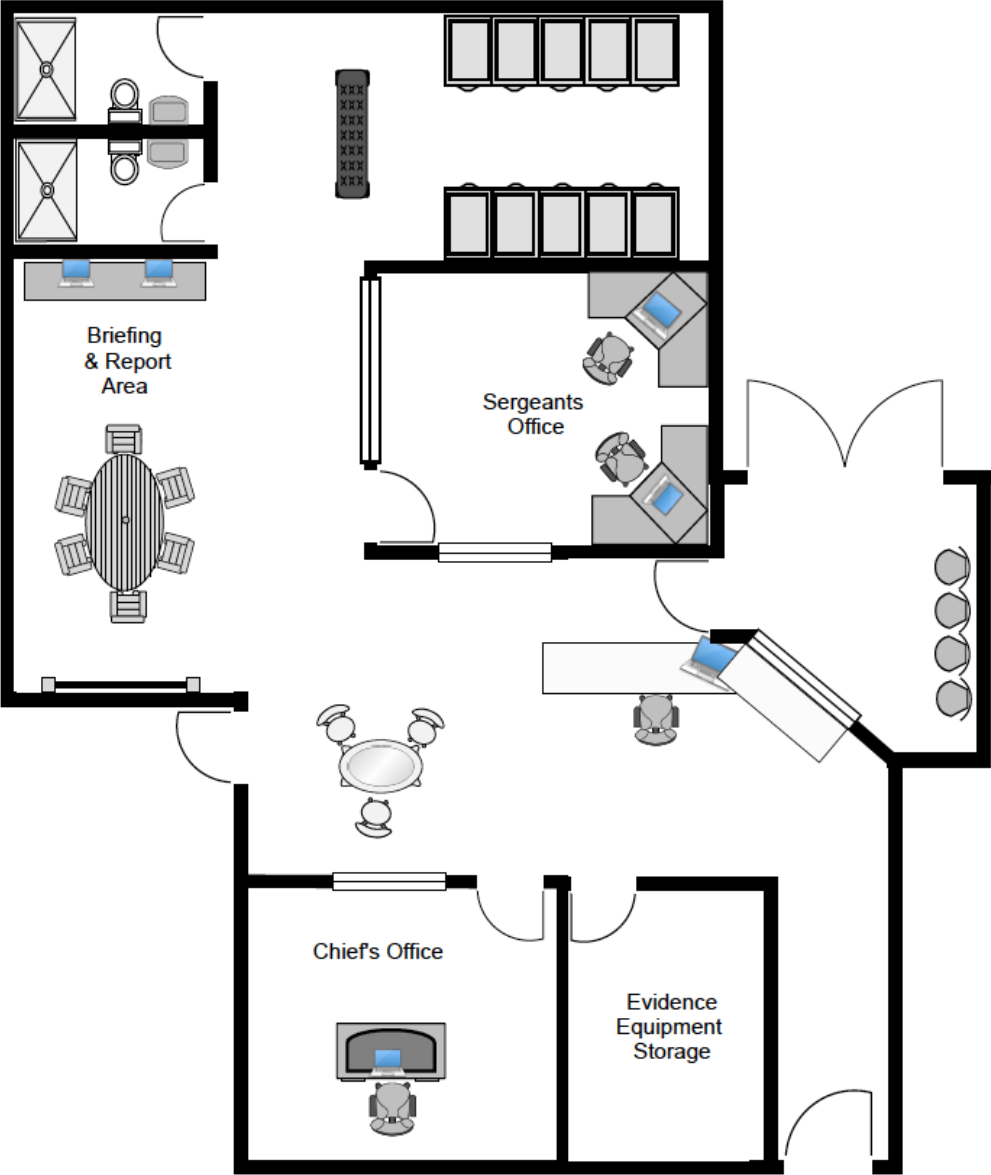 Briefing
& Report
Area
Sergeants
Office
Chief's Office
Evidence
Equipment
Storage